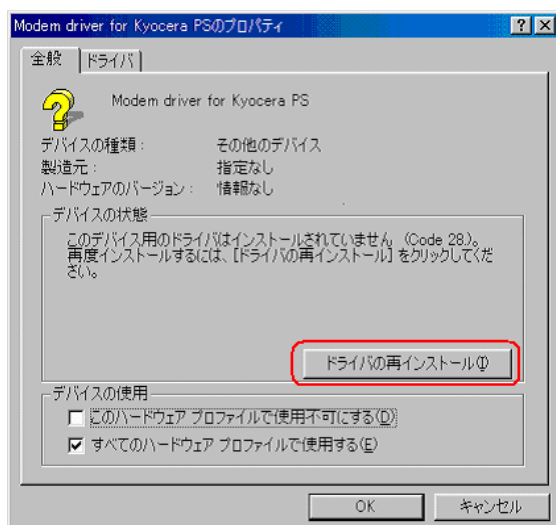 Modem driver for Kyocera PSのプロパティ
全般 ドライバ
Modem driver for Kyocera PS
デバイスの種類: その他のデバイス
製造元: 指定なし
ハードウェアのバージョン: 情報なし
デバイスの状態
このデバイス用のドライバはインストールされていません (Code 28.)。
再度インストールするには、[ドライバの再インストール] をクリックしてくだ
さい。
ドライバの再インストール(I)
デバイスの使用
このハードウェア プロファイルで使用不可にする(D)
すべてのハードウェア プロファイルで使用する(E)
OK キャンセル